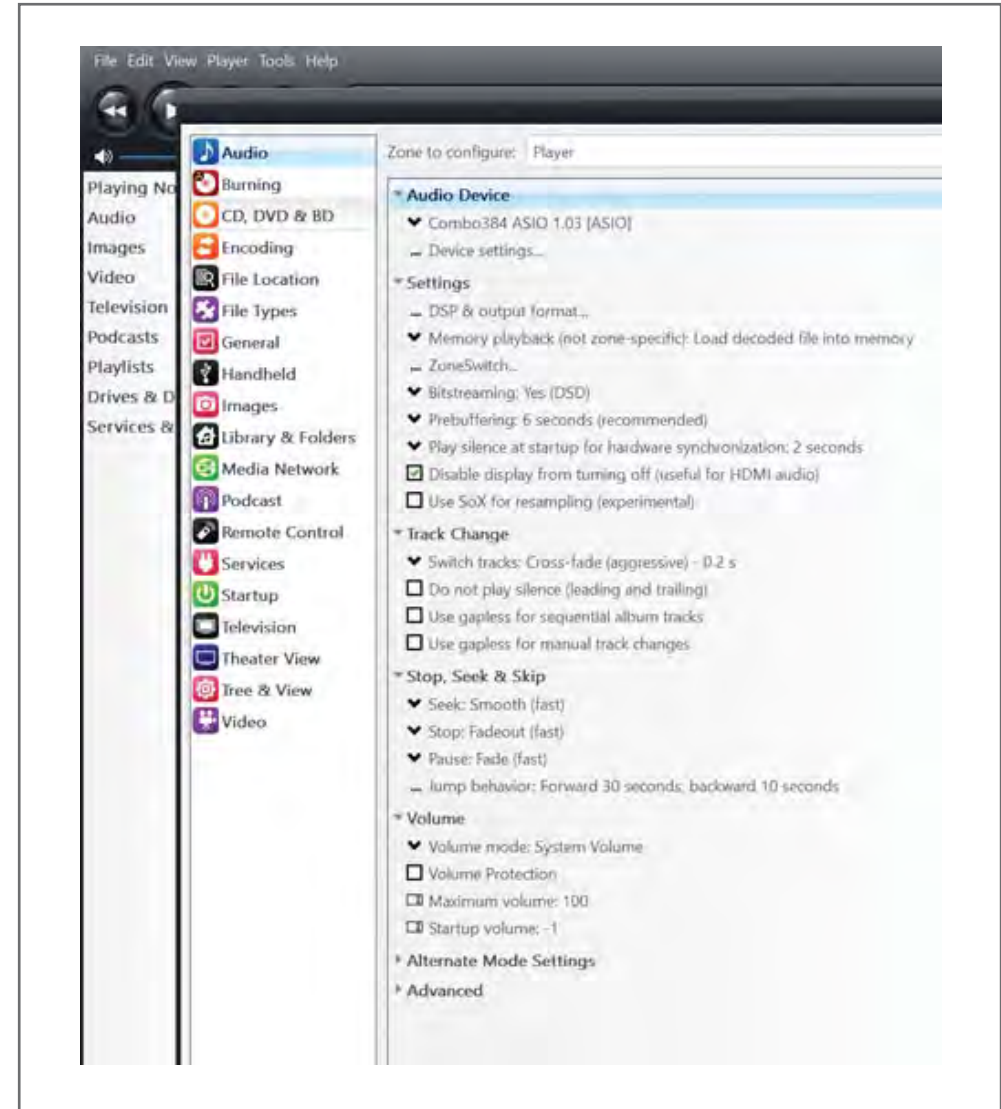 File Edit View Player Tools Help
Playing No
Audio
Images
Video
Television
Podcasts
Playlists
Drives & D
Services &
Audio
Burning
CD, DVD & BD
Encoding
File Location
File Types
General
Handheld
Images
Library & Folders
Media Network
Podcast
Remote Control
Services
Startup
Television
Theater View
Tree & View
Video
Zone to configure: Player
Audio Device
Combo384 ASIO 1.03 [ASIO]
Device settings...
Settings
DSP & output format...
Memory playback (not zone-specific): Load decoded file into memory
ZoneSwitch...
Bitstreaming: Yes (DSD)
Prebuffering: 6 seconds (recommended)
Play silence at startup for hardware synchronization: 2 seconds
Disable display from turning off (useful for HDMI audio)
Use SoX for resampling (experimental)
Track Change
Switch tracks: Cross-fade (aggressive) - 0.2 s
Do not play silence (leading and trailing)
Use gapless for sequential album tracks
Use gapless for manual track changes
Stop, Seek & Skip
Seek: Smooth (fast)
Stop: Fadeout (fast)
Pause: Fade (fast)
Jump behavior: Forward 30 seconds; backward 10 seconds
Volume
Volume mode: System Volume
Volume Protection
Maximum volume: 100
Startup volume: -1
Alternate Mode Settings
Advanced